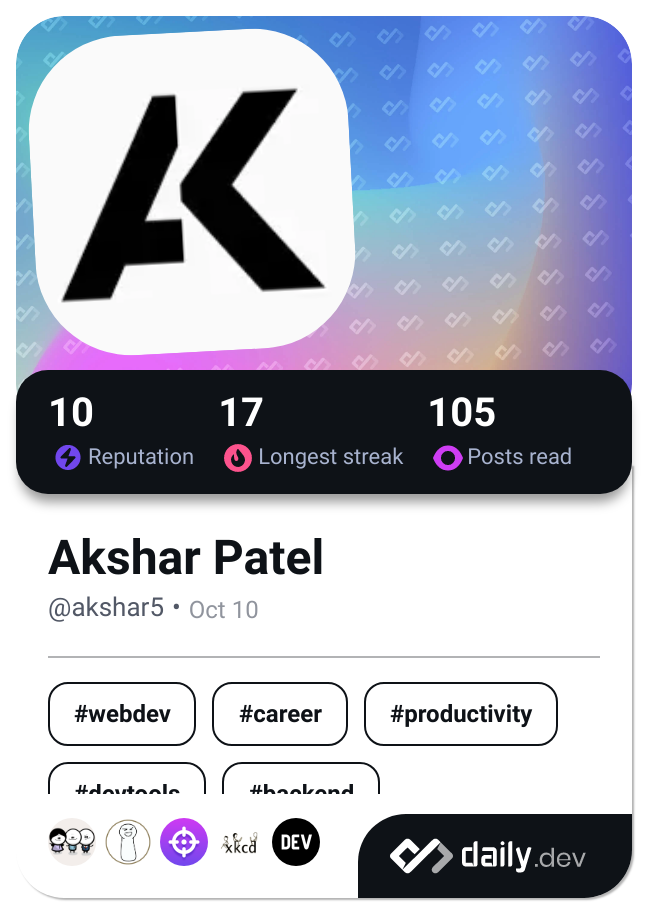 AK
10 17 105
Reputation Longest streak Posts read
Akshar Patel
@akshar5 • Oct 10
#webdev #career #productivity
#devtools #backend
xkcd DEV daily.dev